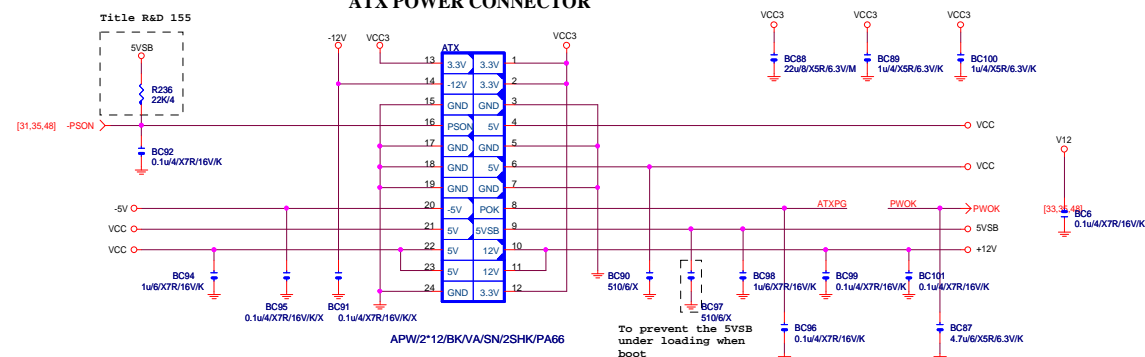 ATX POWER CONNECTOR
Title R&D 155
5VSB
R236
22K/4
[31,35,48] -PSON
BC92
0.1u/4/X7R/16V/K
-12V
VCC3
ATX
VCC3
13 3.3V 3.3V 1
14 -12V 3.3V 2
15 GND GND 3
16 PSON 5V 4
17 GND GND 5
18 GND 5V 6
19 GND GND 7
20 -5V POK 8
21 5V 5VSB 9
22 5V 12V 10
23 5V 12V 11
24 GND 3.3V 12
APW/2*12/BK/VA/SN/2SHK/PA66
-5V
VCC
VCC
BC94
1u/6/X7R/16V/K
BC95
0.1u/4/X7R/16V/K/X
BC91
0.1u/4/X7R/16V/K/X
VCC3
BC88
22u/8/X5R/6.3V/M
VCC3
BC89
1u/4/X5R/6.3V/K
VCC3
BC100
1u/4/X5R/6.3V/K
VCC
VCC
ATXPG
PWOK
PWOK
5VSB
+12V
BC90
510/6/X
BC97
510/6/X
BC98
1u/6/X7R/16V/K
BC99
0.1u/4/X7R/16V/K
BC101
0.1u/4/X7R/16V/K
To prevent the 5VSB
under loading when
boot
BC96
0.1u/4/X7R/16V/K
BC87
4.7u/6/X5R/6.3V/K
V12
BC6
0.1u/4/X7R/16V/K